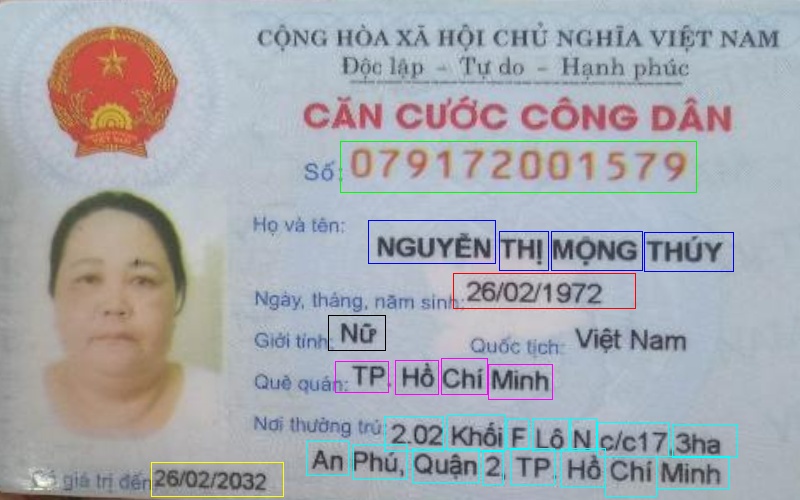 CỘNG HÒA XÃ HỘI CHỦ NGHĨA VIỆT NAM
Độc lập - Tự do - Hạnh phúc
CĂN CƯỚC CÔNG DÂN
Số: 079172001579
Họ và tên: NGUYỄN THỊ MỘNG THÚY
Ngày, tháng, năm sinh: 26/02/1972
Giới tính: Nữ Quốc tịch: Việt Nam
Quê quán: TP. Hồ Chí Minh
Nơi thường trú: 2.02 Khối F Lô N c/c17 3ha
An Phú, Quận 2, TP. Hồ Chí Minh
Có giá trị đến 26/02/2032